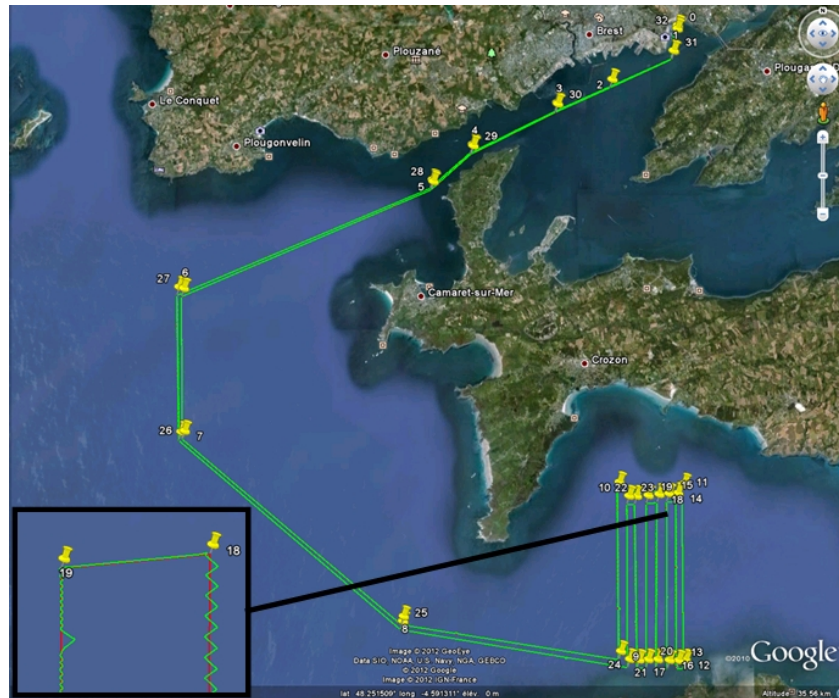 N
32
0
1
31
Brest
Plouzané
Plouga
2
3
30
Le Conquet
4
29
Plougonvelin
28
5
27
6
Camaret-sur-Mer
Crozon
26
7
10
22
23
19
15
11
18
14
18
19
25
8
9
20
13
24
21
17
16
12
Image © 2012 GeoEye
Data SIO, NOAA, U.S. Navy, NGA, GEBCO
© 2012 Google
Image © 2012 IGN-France
©2010 Google
lat 48.251509° long -4.591311° élév 0 m
Altitude 35.56 km